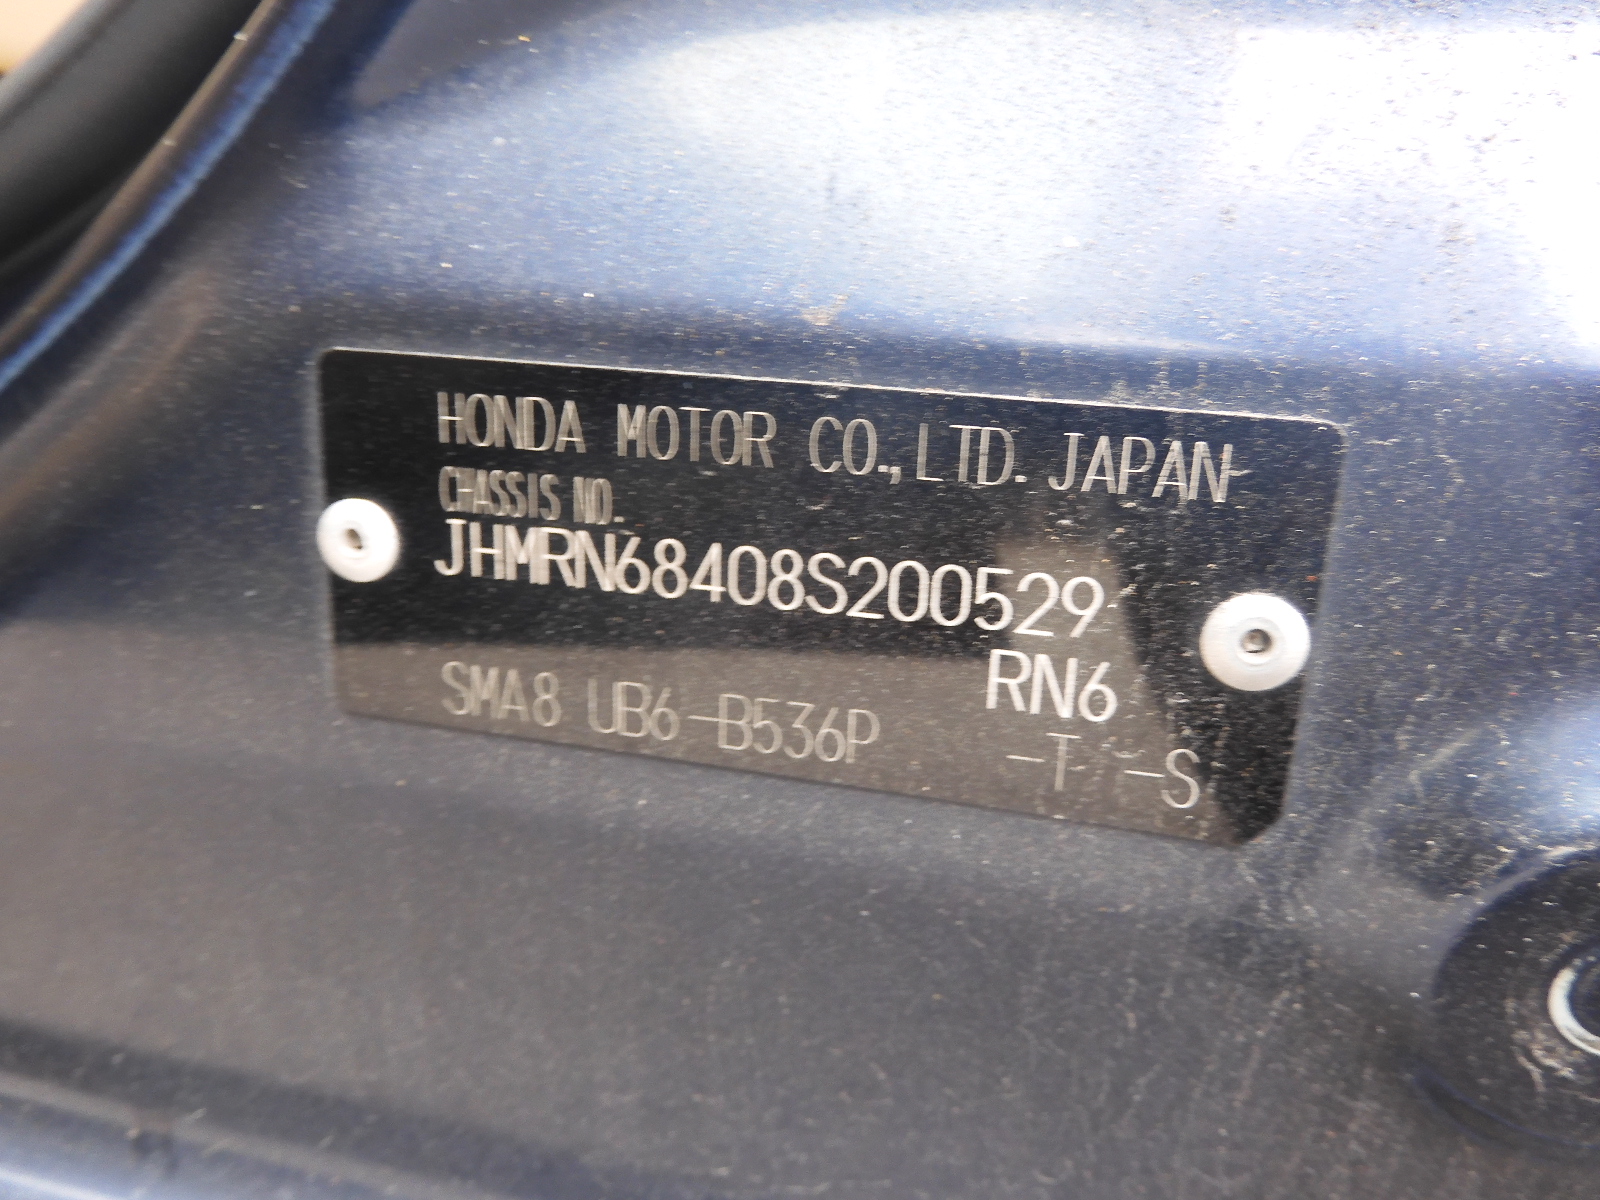 HONDA MOTOR CO., LTD. JAPAN
CHASSIS NO.
JHMRN68408S200529
RN6
SMA8 UB6-B536P -T -S